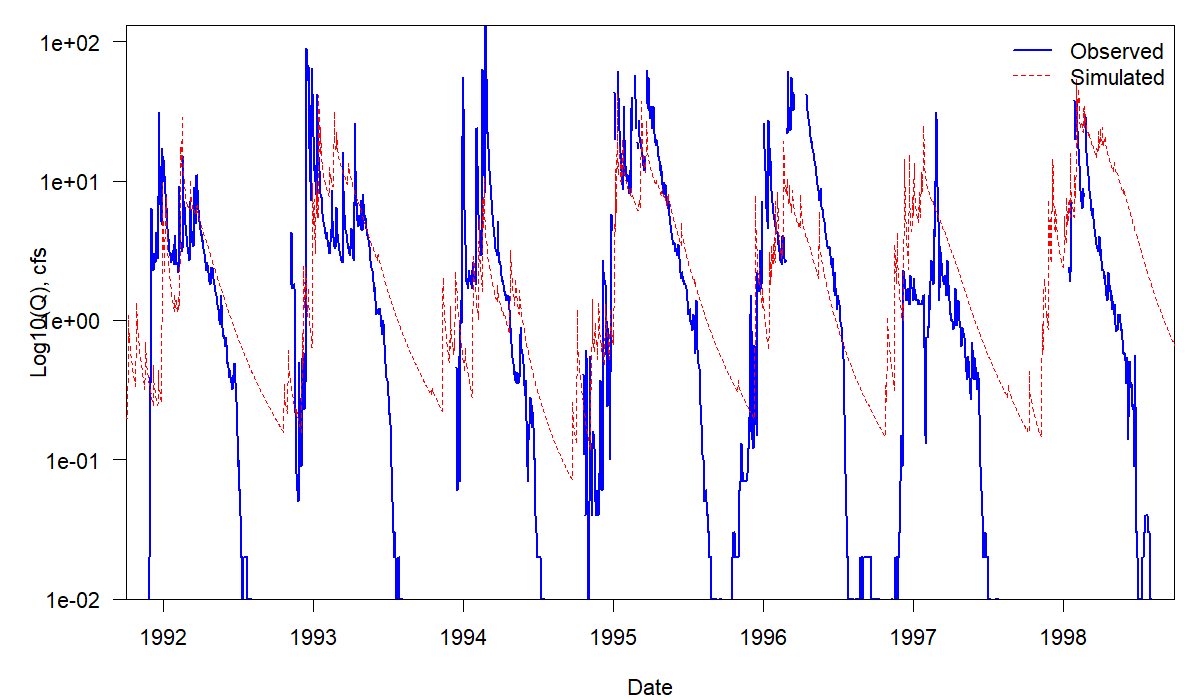 1e+02
1e+01
1e+00
1e-01
1e-02
Log10(Q), cfs
Observed
Simulated
1992
1993
1994
1995
1996
1997
1998
Date